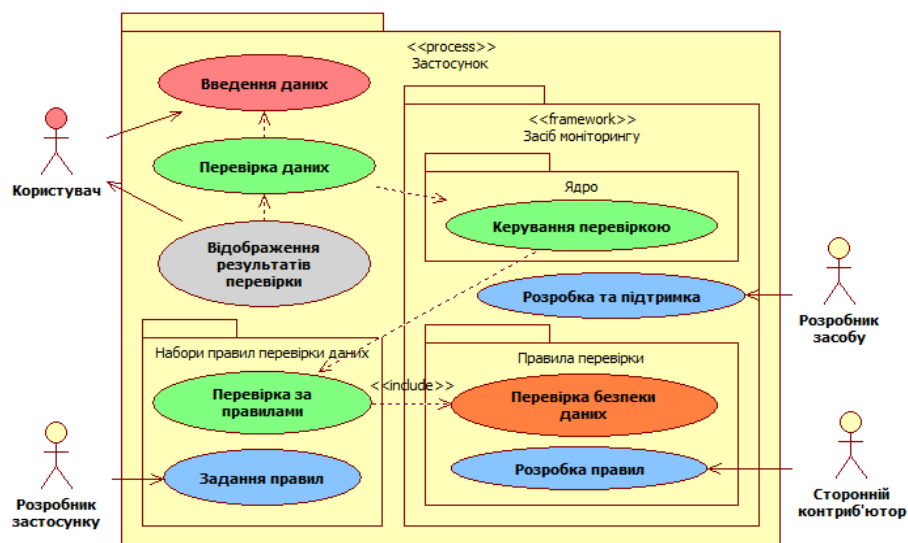 <<process>>
Застосунок
Введення даних
<<framework>>
Засіб моніторингу
Користувач
Перевірка даних
Ядро
Керування перевіркою
Відображення
результатів
перевірки
Розробка та підтримка
Розробник
засобу
Набори правил перевірки даних
Правила перевірки
<<include>>
Перевірка за
правилами
Перевірка безпеки
даних
Задання правил
Розробка правил
Розробник
застосунку
Сторонній
контриб'ютор